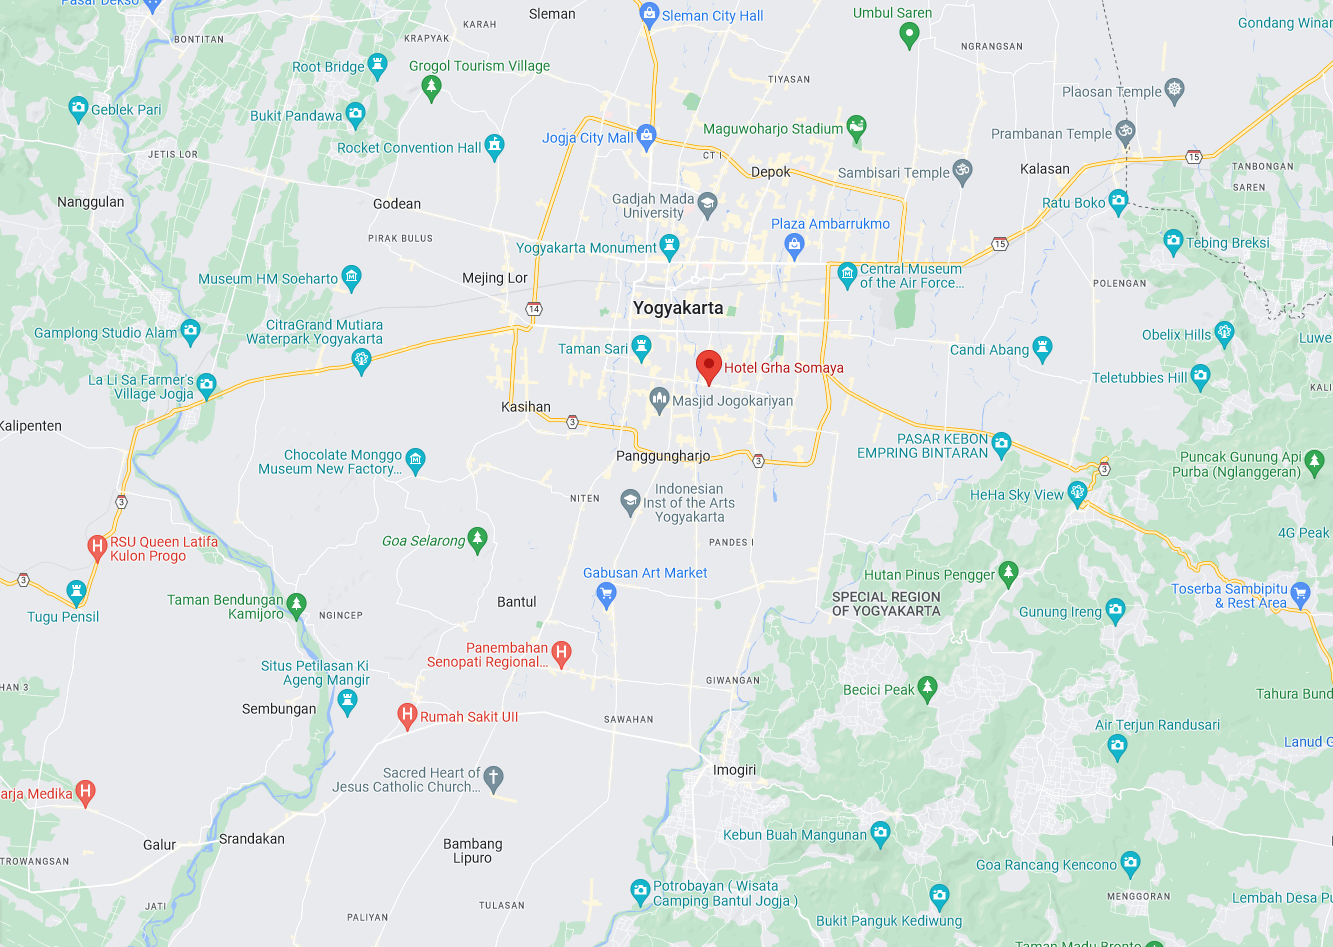 Pasar Dekso
Sleman
Sleman City Hall
Umbul Saren
Gondang Winar
KARAH
BONTITAN
KRAPYAK
NGRANGSAN
Root Bridge
Grogol Tourism Village
TIYASAN
Geblek Pari
Bukit Pandawa
Plaosan Temple
Rocket Convention Hall
Jogja City Mall
Maguwoharjo Stadium
Prambanan Temple
JETIS LOR
CT I
15
Depok
Sambisari Temple
Kalasan
TANBONGAN
SAREN
Nanggulan
Godean
Gadjah Mada
University
Ratu Boko
PIRAK BULUS
Plaza Ambarrukmo
Yogyakarta Monument
15
Tebing Breksi
Museum HM Soeharto
Mejing Lor
Central Museum
of the Air Force...
POLENGAN
14
Yogyakarta
Gamplong Studio Alam
CitraGrand Mutiara
Waterpark Yogyakarta
Taman Sari
Candi Abang
Obelix Hills
Luwe
La Li Sa Farmer's
Village Jogja
Hotel Grha Somaya
Teletubbies Hill
KALI
Kasihan
Masjid Jogokariyan
Kalipenten
3
Chocolate Monggo
Museum New Factory...
Panggungharjo
3
PASAR KEBON
EMPRING BINTARAN
3
Puncak Gunung Api
Purba (Nglanggeran)
3
NITEN
Indonesian
Inst of the Arts
Yogyakarta
HeHa Sky View
RSU Queen Latifa
Kulon Progo
Goa Selarong
PANDES I
4G Peak
3
Gabusan Art Market
Hutan Pinus Pengger
Tugu Pensil
Taman Bendungan
Kamijoro
NGINCEP
Bantul
SPECIAL REGION
OF YOGYAKARTA
Gunung Ireng
Toserba Sambipitu
& Rest Area
Panembahan
Senopati Regional...
Situs Petilasan Ki
Ageng Mangir
HAN 3
GIWANGAN
Becici Peak
Tahura Bund
Sembungan
Rumah Sakit UII
SAWAHAN
Air Terjun Randusari
Lanud G
Sacred Heart of
Jesus Catholic Church...
Imogiri
arja Medika
Galur
Srandakan
Bambang
Lipuro
Kebun Buah Mangunan
TROWANGSAN
Goa Rancang Kencono
Potrobayan ( Wisata
Camping Bantul Jogja )
MENGGORAN
Lembah Desa Pu
JATI
PALIYAN
TULASAN
Bukit Panguk Kediwung
Taman Madu Bronto